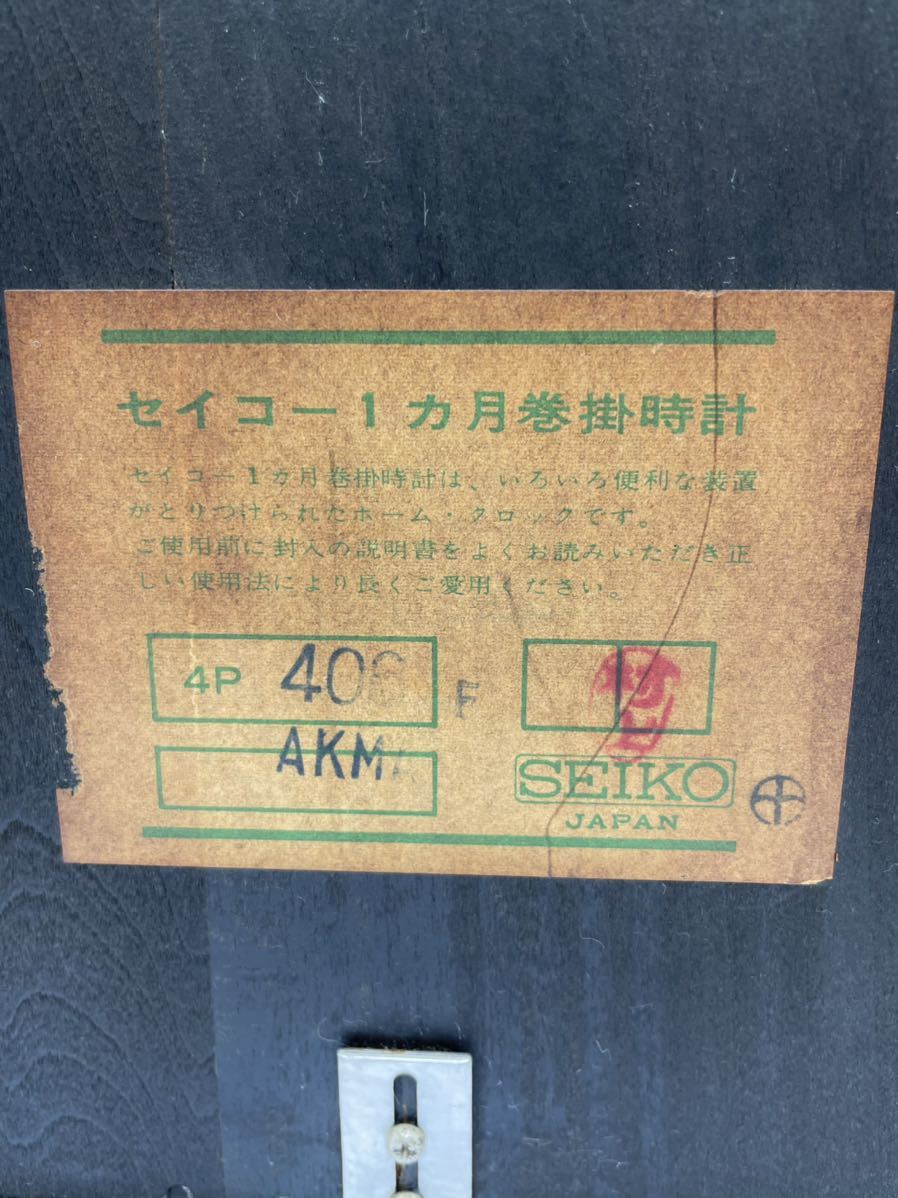 セイコー1カ月巻掛時計
セイコー1カ月巻掛時計は、いろいろ便利な装置
がとりつけられたホーム・クロックです。
ご使用前に封入の説明書をよくお読みいただき正
しい使用法により長くご愛用ください。
4P 406 F
AKMA
SEIKO
JAPAN